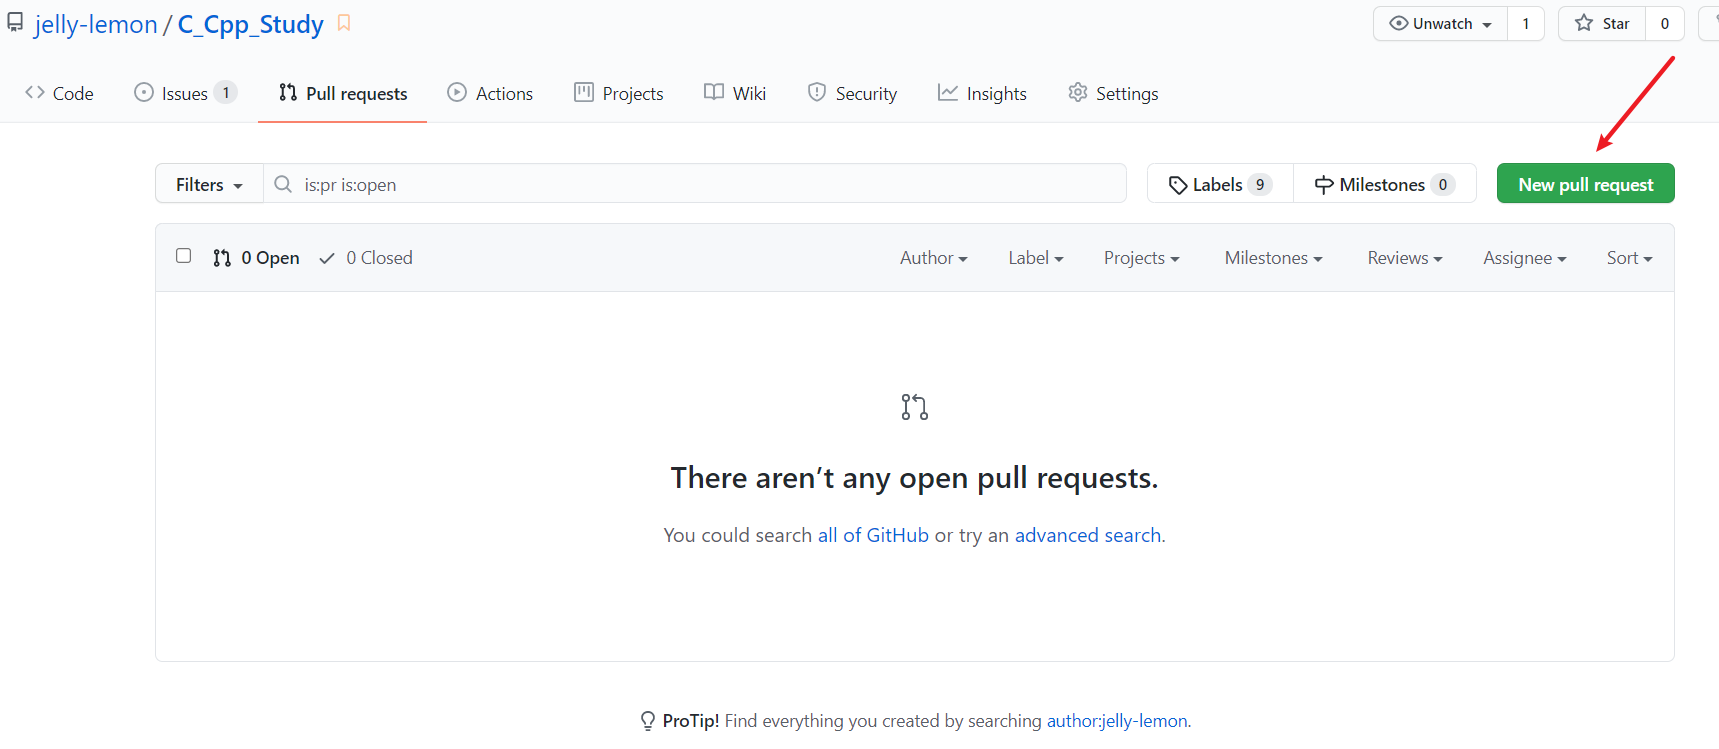 jelly-lemon / C_Cpp_Study
Unwatch 1 Star 0
Code Issues 1 Pull requests Actions Projects Wiki Security Insights Settings
Filters is:pr is:open Labels 9 Milestones 0 New pull request
0 Open 0 Closed Author Label Projects Milestones Reviews Assignee Sort
There aren’t any open pull requests.
You could search all of GitHub or try an advanced search.
ProTip! Find everything you created by searching author:jelly-lemon.